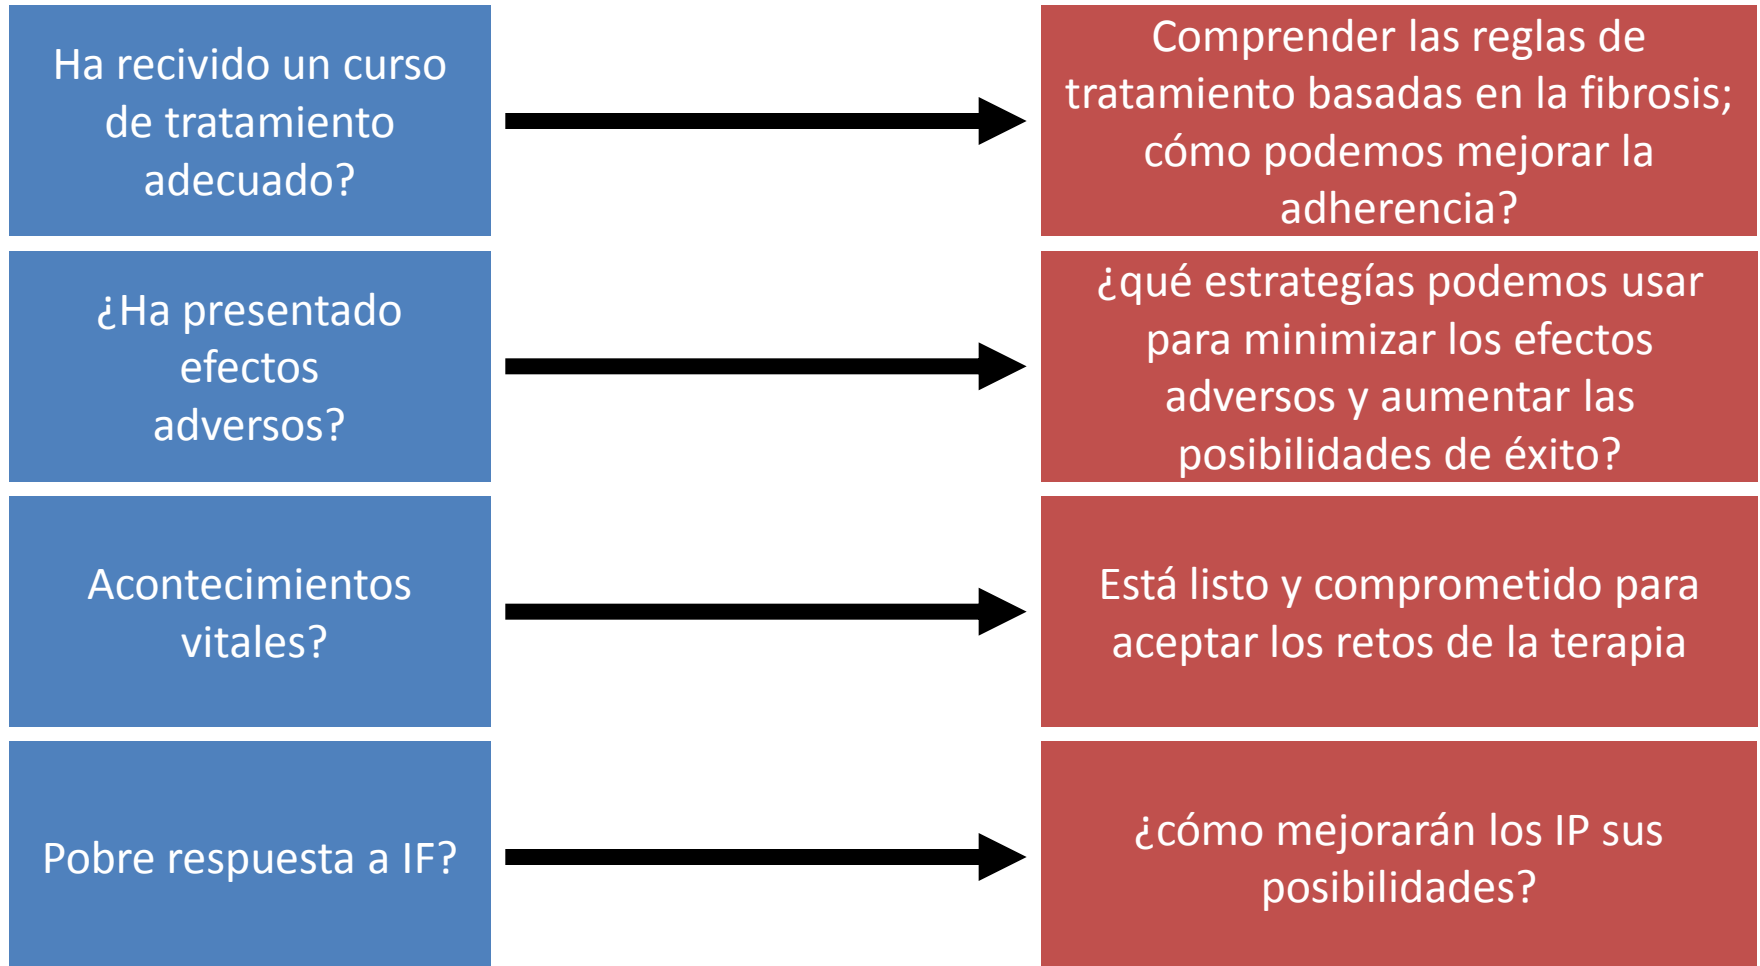 Ha recivido un curso
de tratamiento
adecuado?
Comprender las reglas de
tratamiento basadas en la fibrosis;
cómo podemos mejorar la
adherencia?
¿Ha presentado
efectos
adversos?
¿qué estrategías podemos usar
para minimizar los efectos
adversos y aumentar las
posibilidades de éxito?
Acontecimientos
vitales?
Está listo y comprometido para
aceptar los retos de la terapia
Pobre respuesta a IF?
¿cómo mejorarán los IP sus
posibilidades?